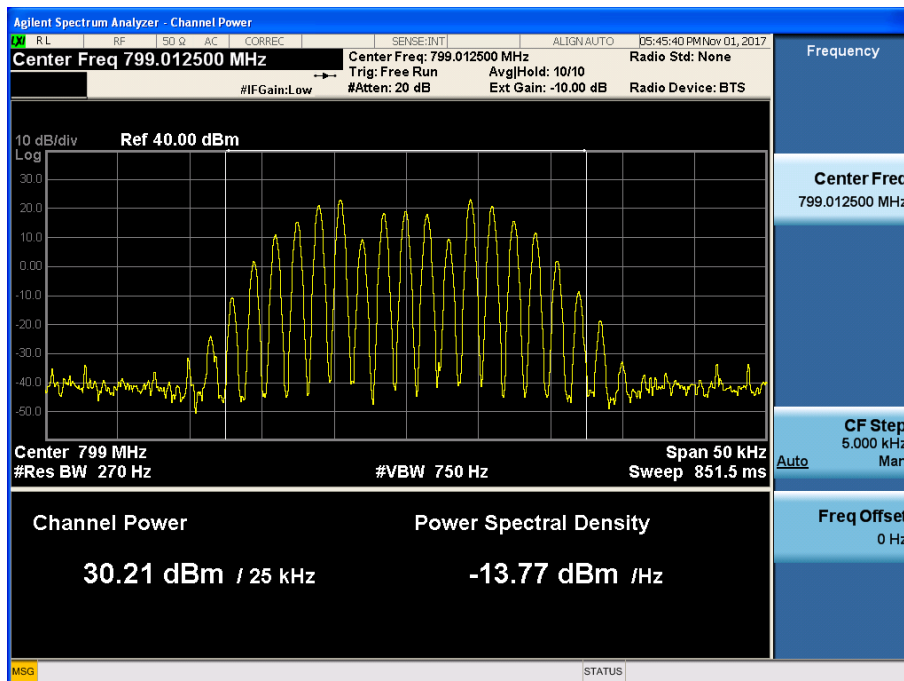 Agilent Spectrum Analyzer - Channel Power
LXI RL RF 50 Ω AC CORREC SENSE:INT ALIGN AUTO 05:45:40 PM Nov 01, 2017
Center Freq 799.012500 MHz
Center Freq: 799.012500 MHz Radio Std: None
Trig: Free Run Avg|Hold: 10/10
#IFGain:Low #Atten: 20 dB Ext Gain: -10.00 dB Radio Device: BTS
10 dB/div Ref 40.00 dBm
Log
30.0
20.0
10.0
0.00
-10.0
-20.0
-30.0
-40.0
-50.0
Center 799 MHz Span 50 kHz
#Res BW 270 Hz #VBW 750 Hz Sweep 851.5 ms
Channel Power Power Spectral Density
30.21 dBm / 25 kHz -13.77 dBm /Hz
MSG STATUS
Frequency
Center Freq
799.012500 MHz
CF Step
5.000 kHz
Auto Man
Freq Offset
0 Hz